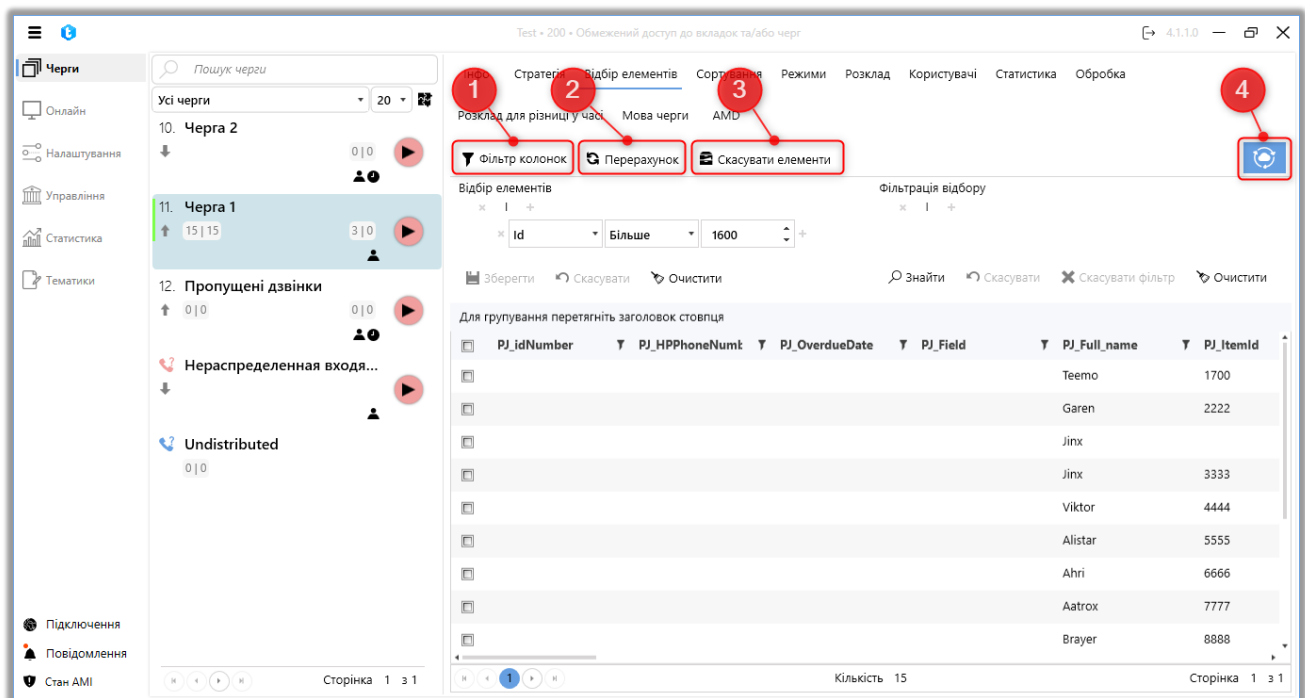 Test • 200 • Обмежений доступ до вкладок та/або черг
4.1.1.0
Черги
Онлайн
Налаштування
Управління
Статистика
Тематики
Підключення
Повідомлення
Стан АМІ
Пошук черги
Усі черги
20
10. Черга 2
0|0
11. Черга 1
15|15
3|0
12. Пропущені дзвінки
0|0
0|0
Нераспределенная входя...
Undistributed
0|0
Сторінка 1 з 1
Інфо Стратегія Відбір елементів Сортування Режими Розклад Користувачі Статистика Обробка
1 2 3 4
Розклад для різниці у часі Мова черги AMD
Фільтр колонок Перерахунок Скасувати елементи
Відбір елементів Фільтрація відбору
І І
Id Більше 1600
Зберегти Скасувати Очистити Знайти Скасувати Скасувати фільтр Очистити
Для групування перетягніть заголовок стовпця
PJ_idNumber PJ_HPPhoneNumb PJ_OverdueDate PJ_Field PJ_Full_name PJ_ItemId
Teemo 1700
Garen 2222
Jinx
Jinx 3333
Viktor 4444
Alistar 5555
Ahri 6666
Aatrox 7777
Brayer 8888
1
Кількість 15
Сторінка 1 з 1